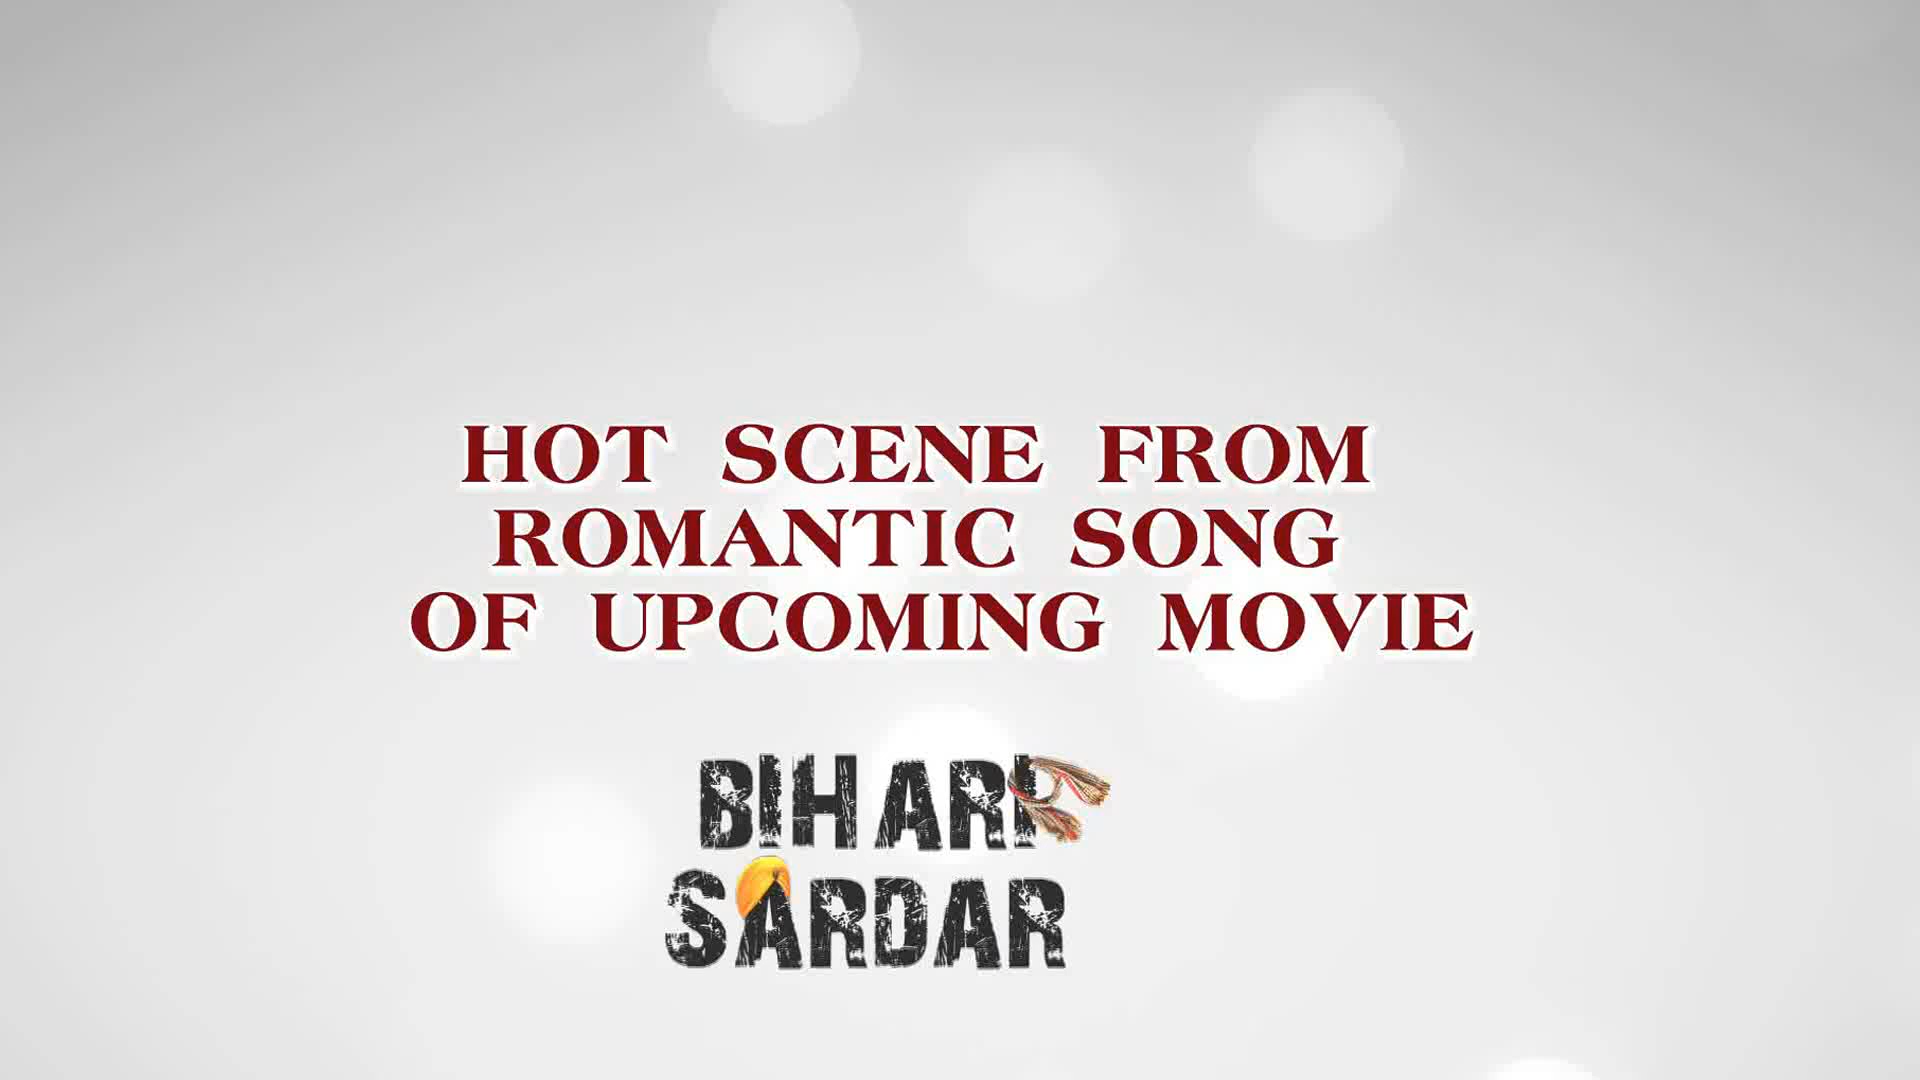 HOT SCENE FROM
ROMANTIC SONG
OF UPCOMING MOVIE
BIHARI
SARDAR